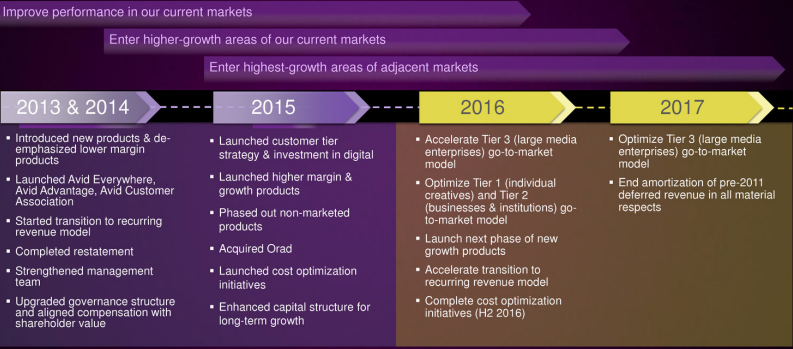 Improve performance in our current markets
Enter higher-growth areas of our current markets
Enter highest-growth areas of adjacent markets
2013 & 2014
▪ Introduced new products & de-
emphasized lower margin
products
▪ Launched Avid Everywhere,
Avid Advantage, Avid Customer
Association
▪ Started transition to recurring
revenue model
▪ Completed restatement
▪ Strengthened management
team
▪ Upgraded governance structure
and aligned compensation with
shareholder value
2015
▪ Launched customer tier
strategy & investment in digital
▪ Launched higher margin &
growth products
▪ Phased out non-marketed
products
▪ Acquired Orad
▪ Launched cost optimization
initiatives
▪ Enhanced capital structure for
long-term growth
2016
▪ Accelerate Tier 3 (large media
enterprises) go-to-market
model
▪ Optimize Tier 1 (individual
creatives) and Tier 2
(businesses & institutions) go-
to-market model
▪ Launch next phase of new
growth products
▪ Accelerate transition to
recurring revenue model
▪ Complete cost optimization
initiatives (H2 2016)
2017
▪ Optimize Tier 3 (large media
enterprises) go-to-market
model
▪ End amortization of pre-2011
deferred revenue in all material
respects